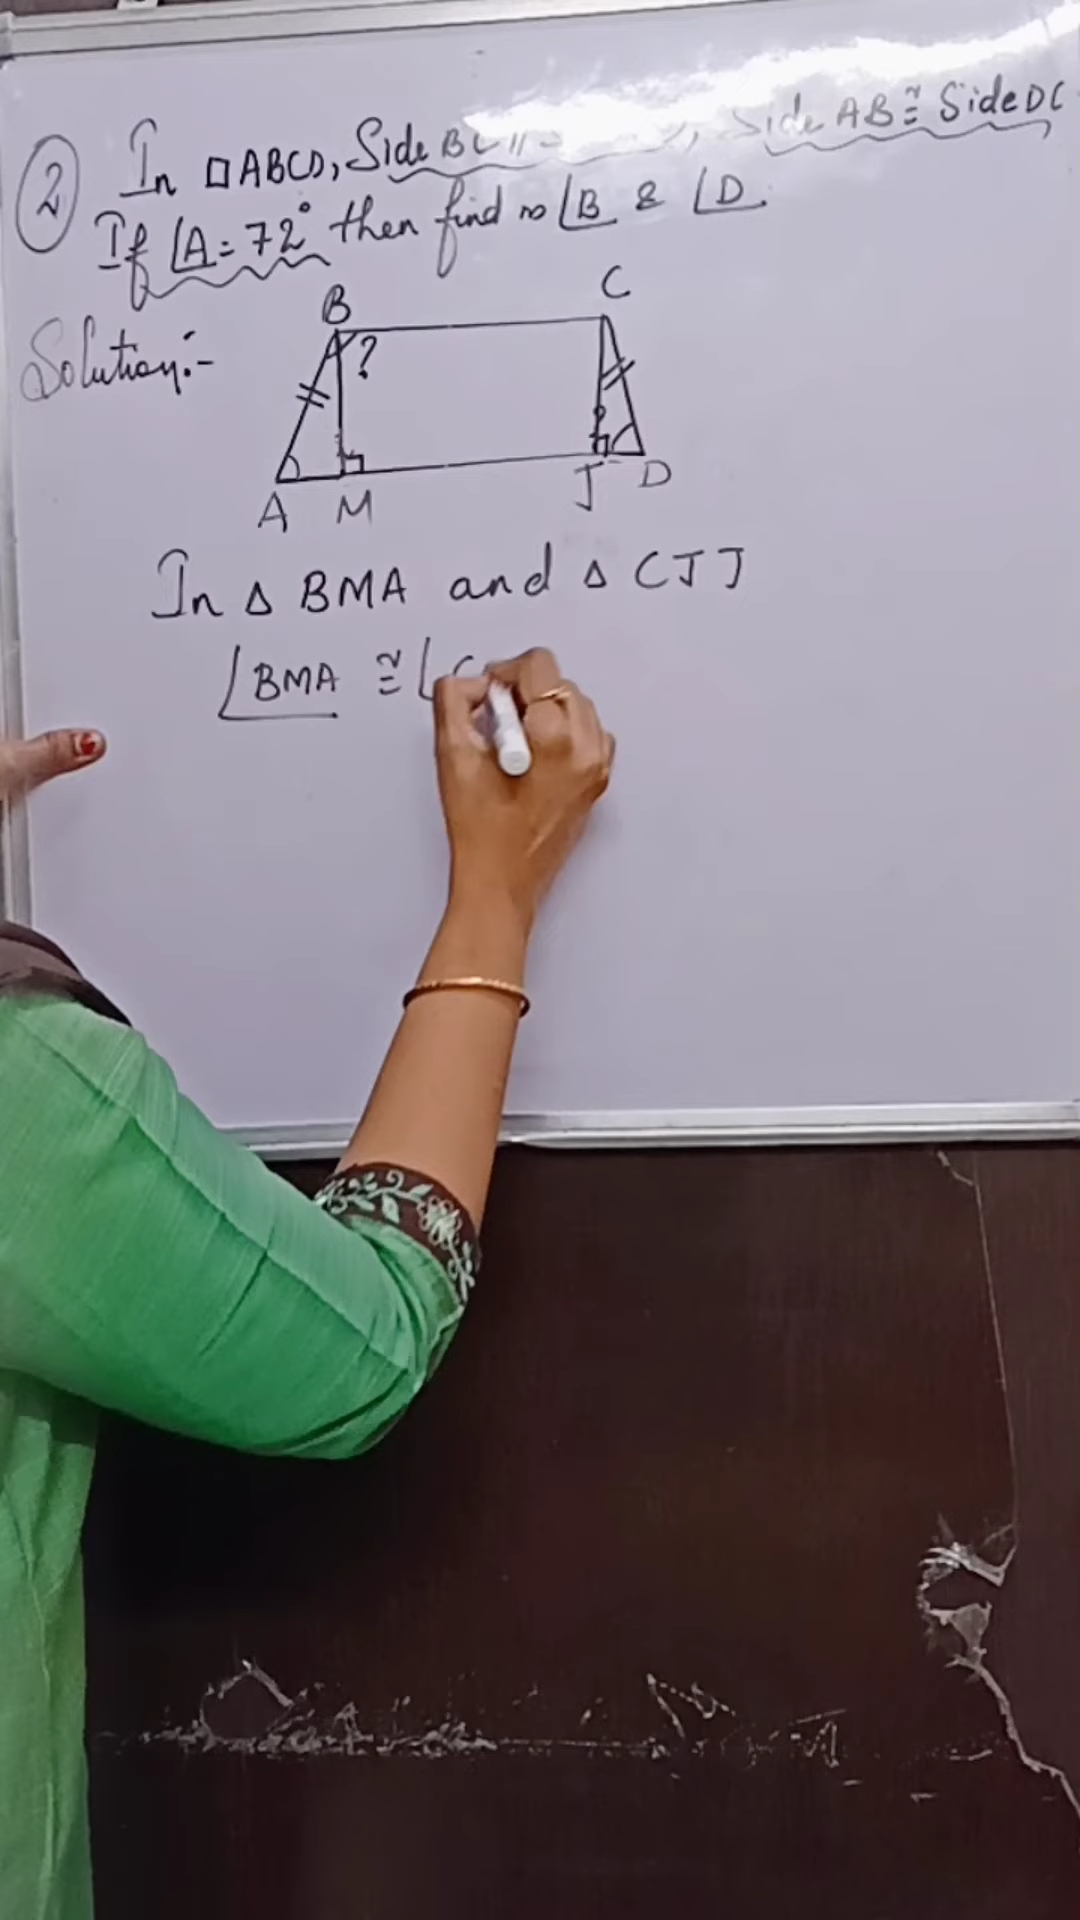 2 In □ABCD, Side BC || Side AB ≅ Side DC
If ∠A = 72° then find ∠B & ∠D.
Solution:-
B C
?
A M J D
In Δ BMA and Δ CJJ
∠BMA ≅ ∠C